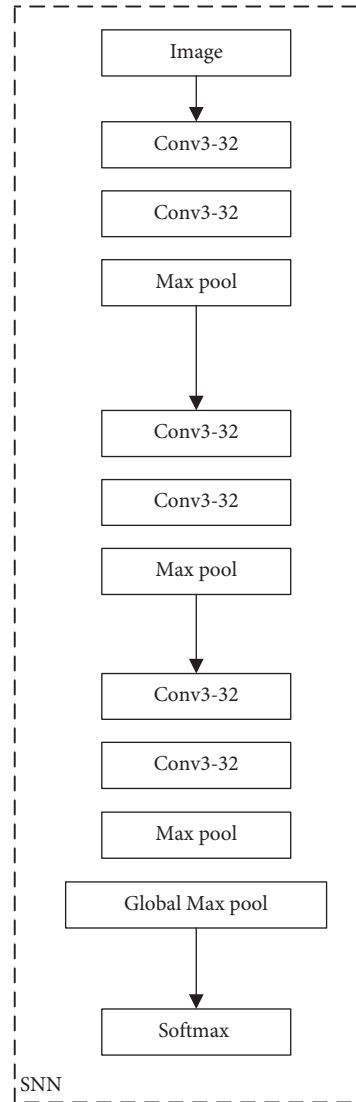 Image
Conv3-32
Conv3-32
Max pool
Conv3-32
Conv3-32
Max pool
Conv3-32
Conv3-32
Max pool
Global Max pool
Softmax
SNN